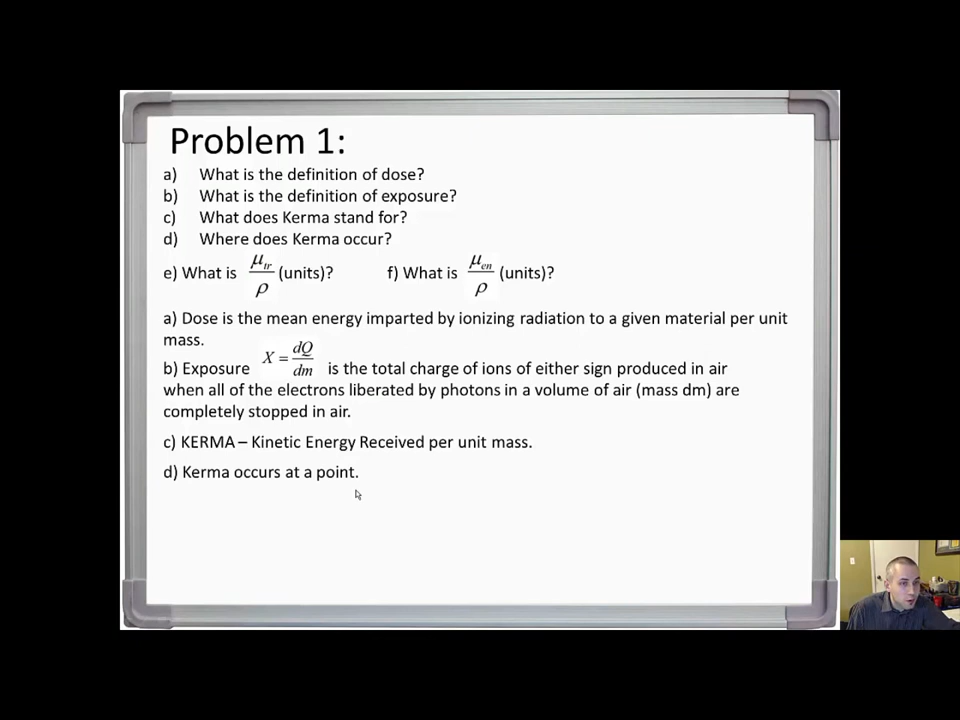 Problem 1:
a) What is the definition of dose?
b) What is the definition of exposure?
c) What does Kerma stand for?
d) Where does Kerma occur?
e) What is μtr/ρ (units)? f) What is μen/ρ (units)?
a) Dose is the mean energy imparted by ionizing radiation to a given material per unit
mass.
b) Exposure X = dQ/dm is the total charge of ions of either sign produced in air
when all of the electrons liberated by photons in a volume of air (mass dm) are
completely stopped in air.
c) KERMA – Kinetic Energy Received per unit mass.
d) Kerma occurs at a point.